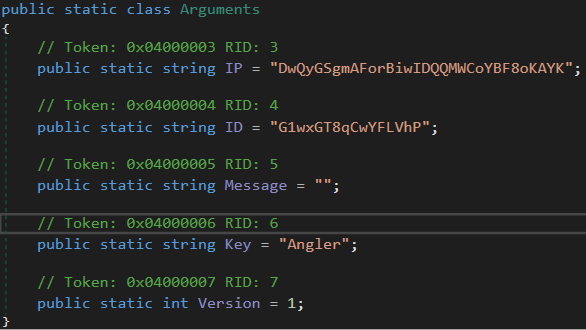 public static class Arguments
{
// Token: 0x04000003 RID: 3
public static string IP = "DwQyGSgmAForBiwIDQQMWCoYBF8oKAYK";
// Token: 0x04000004 RID: 4
public static string ID = "G1wxGT8qCwYFLVhP";
// Token: 0x04000005 RID: 5
public static string Message = "";
// Token: 0x04000006 RID: 6
public static string Key = "Angler";
// Token: 0x04000007 RID: 7
public static int Version = 1;
}